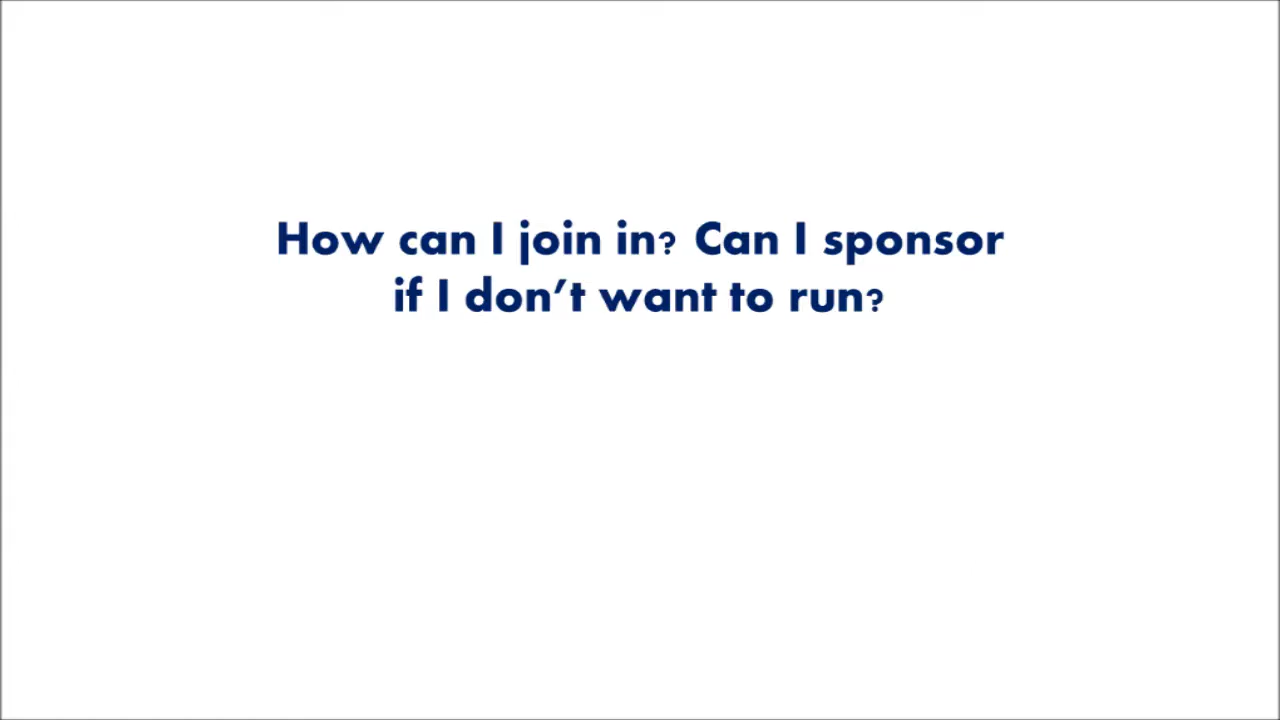 How can I join in? Can I sponsor
if I don’t want to run?